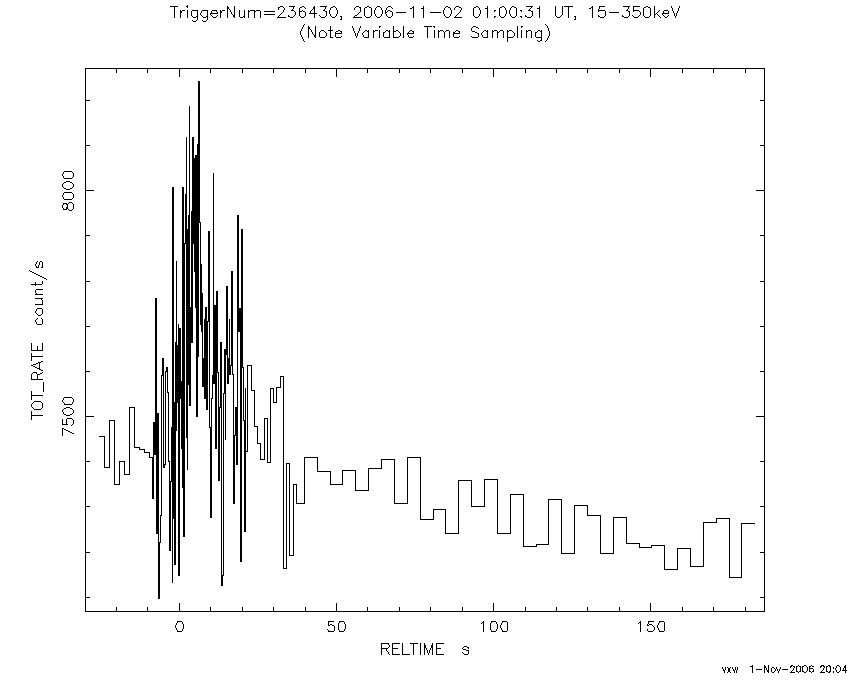 TriggerNum=236430, 2006-11-02 01:00:31 UT, 15-350keV
(Note Variable Time Sampling)
8000
7500
TOT_RATE count/s
0 50 100 150
RELTIME s
vxw 1-Nov-2006 20:04